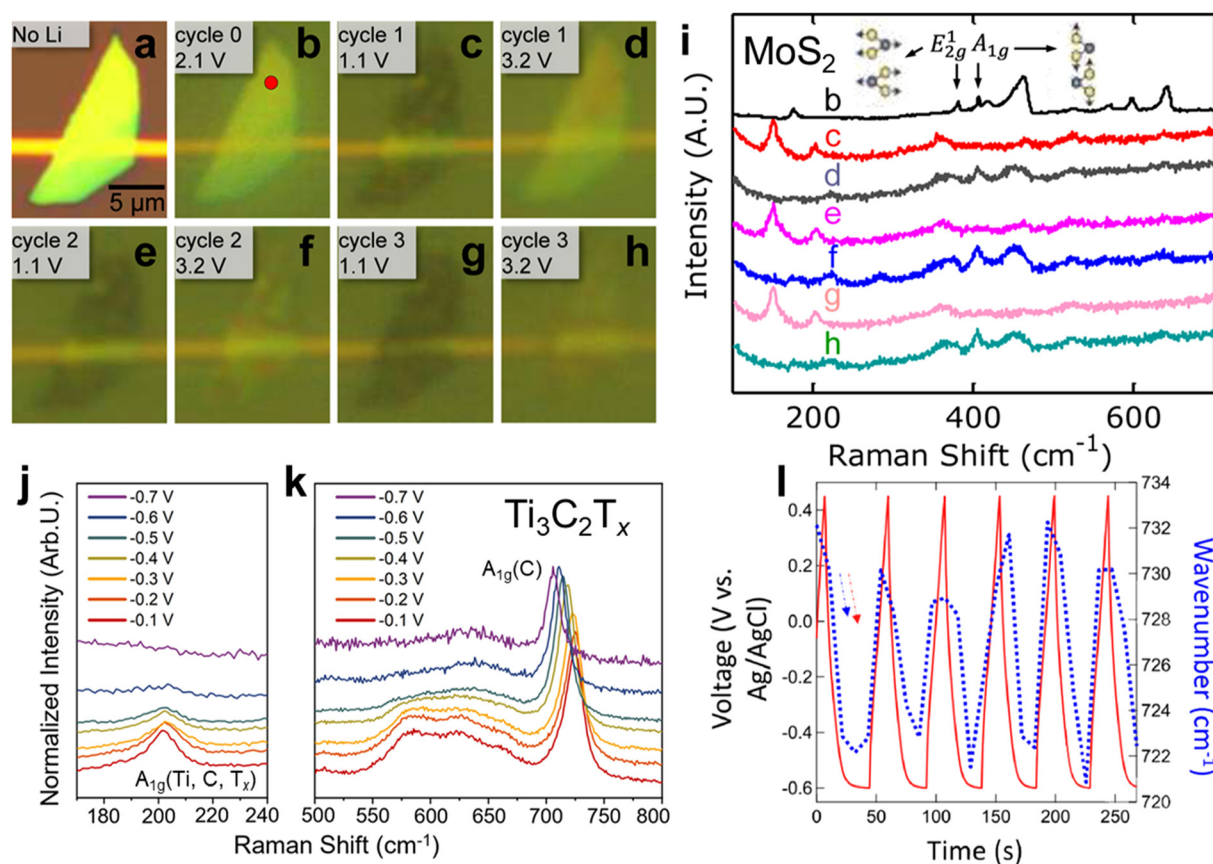 No Li
a
5 µm
cycle 0
2.1 V
b
cycle 1
1.1 V
c
cycle 1
3.2 V
d
cycle 2
1.1 V
e
cycle 2
3.2 V
f
cycle 3
1.1 V
g
cycle 3
3.2 V
h
i
MoS2
E^1_2g A1g
b
c
d
e
f
g
h
Intensity (A.U.)
200 400 600
Raman Shift (cm-1)
j
-0.7 V
-0.6 V
-0.5 V
-0.4 V
-0.3 V
-0.2 V
-0.1 V
A1g(Ti, C, Tx)
Normalized Intensity (Arb.U.)
180 200 220 240
k
-0.7 V
-0.6 V
-0.5 V
-0.4 V
-0.3 V
-0.2 V
-0.1 V
Ti3C2Tx
A1g(C)
500 550 600 650 700 750 800
Raman Shift (cm-1)
l
0.4
0.2
0.0
-0.2
-0.4
-0.6
Voltage (V vs.
Ag/AgCl)
734
732
730
728
726
724
722
720
Wavenumber (cm-1)
0 50 100 150 200 250
Time (s)